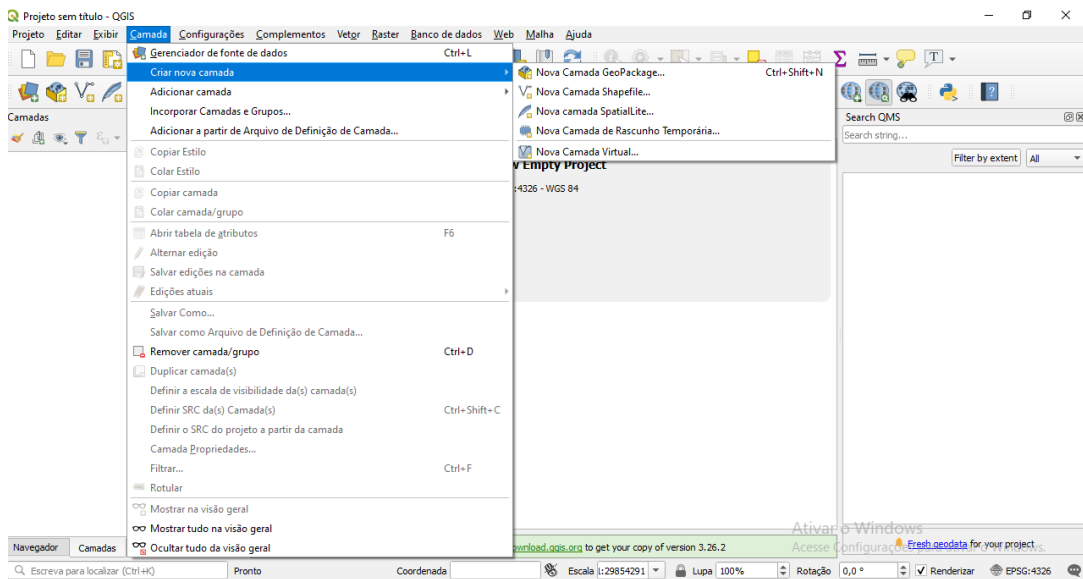 Projeto sem título - QGIS
Projeto Editar Exibir Camada Configurações Complementos Vetor Raster Banco de dados Web Malha Ajuda
Gerenciador de fonte de dados Ctrl+L
Criar nova camada
Adicionar camada
Incorporar Camadas e Grupos...
Adicionar a partir de Arquivo de Definição de Camada...
Copiar Estilo
Colar Estilo
Copiar camada
Colar camada/grupo
Abrir tabela de atributos F6
Alternar edição
Salvar edições na camada
Edições atuais
Salvar Como...
Salvar como Arquivo de Definição de Camada...
Remover camada/grupo Ctrl+D
Duplicar camada(s)
Definir a escala de visibilidade da(s) camada(s)
Definir SRC da(s) Camada(s) Ctrl+Shift+C
Definir o SRC do projeto a partir da camada
Camada Propriedades...
Filtrar... Ctrl+F
Rotular
Mostrar na visão geral
Mostrar tudo na visão geral
Ocultar tudo da visão geral
Nova Camada GeoPackage... Ctrl+Shift+N
Nova Camada Shapefile...
Nova camada SpatialLite...
Nova Camada de Rascunho Temporária...
Nova Camada Virtual...
Camadas
Empty Project
:4326 - WGS 84
Search QMS
Search string...
Filter by extent All
Ativar o Windows
Acesse Configurações para ativar o Windows.
Fresh geodata for your project
wnload.qgis.org to get your copy of version 3.26.2
Navegador Camadas
Escreva para localizar (Ctrl+K) Pronto Coordenada Escala 1:29854291 Lupa 100% Rotação 0,0 ° Renderizar EPSG:4326